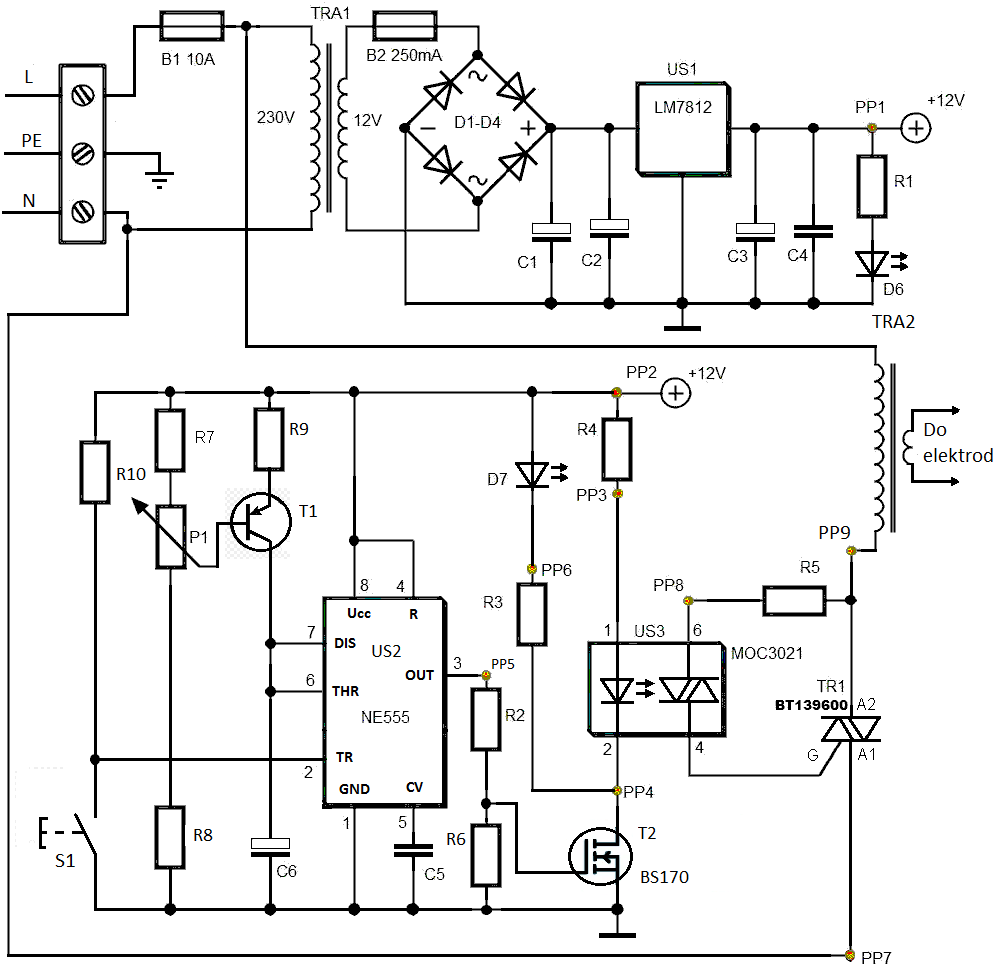 TRA1
B1 10A
B2 250mA
L
US1
LM7812
PP1
+12V
230V
12V
D1-D4
−
+
PE
R1
N
C1
C2
C3
C4
D6
TRA2
PP2
+12V
R7
R9
R4
Do
elektrod
R10
D7
PP3
T1
P1
PP9
PP6
R5
8
4
PP8
R3
Ucc
R
7
DIS
US2
1
US3
6
MOC3021
OUT
3
PP5
6
THR
NE555
R2
TR1
BT139600
A2
TR
2
2
4
G
A1
GND
CV
PP4
1
5
R8
R6
T2
S1
C6
C5
BS170
PP7